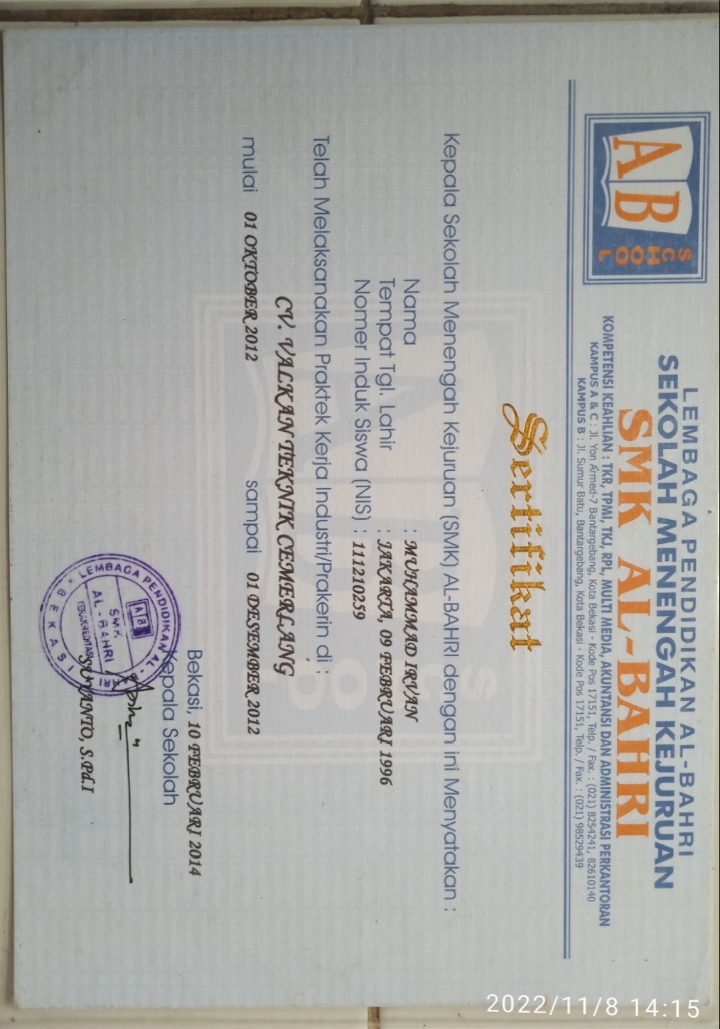 AB
SCHOOL
LEMBAGA PENDIDIKAN AL-BAHRI
SEKOLAH MENENGAH KEJURUAN
SMK AL-BAHRI
KOMPETENSI KEAHLIAN : TKR, TPMI, TKJ, RPL, MULTI MEDIA, AKUNTANSI DAN ADMINISTRASI PERKANTORAN
KAMPUS A & C : Jl. Yon Armed-7 Bantargebang, Kota Bekasi - Kode Pos 17151, Telp. / Fax. : (021) 8254241, 82610140
KAMPUS B : Jl. Sumur Batu, Bantargebang, Kota Bekasi - Kode Pos 17151, Telp. / Fax. : (021) 98529439
Sertifikat
Kepala Sekolah Menengah Kejuruan (SMK) AL-BAHRI dengan ini Menyatakan :
Nama : MUHAMMAD IRVAN
Tempat Tgl. Lahir : JAKARTA, 09 FEBRUARI 1996
Nomer Induk Siswa (NIS) : 111210259
Telah Melaksanakan Praktek Kerja Industri/Prakerin di :
CV. VALKAN TEKNIK CEMERLANG
mulai 01 OKTOBER 2012 sampai 01 DESEMBER 2012
Bekasi, 10 FEBRUARI 2014
Kepala Sekolah
LEMBAGA PENDIDIKAN AL-BAHRI
AB
SMK
AL-BAHRI
BEKASI
SUYANTO, S.Pd.I
2022/11/8 14:15